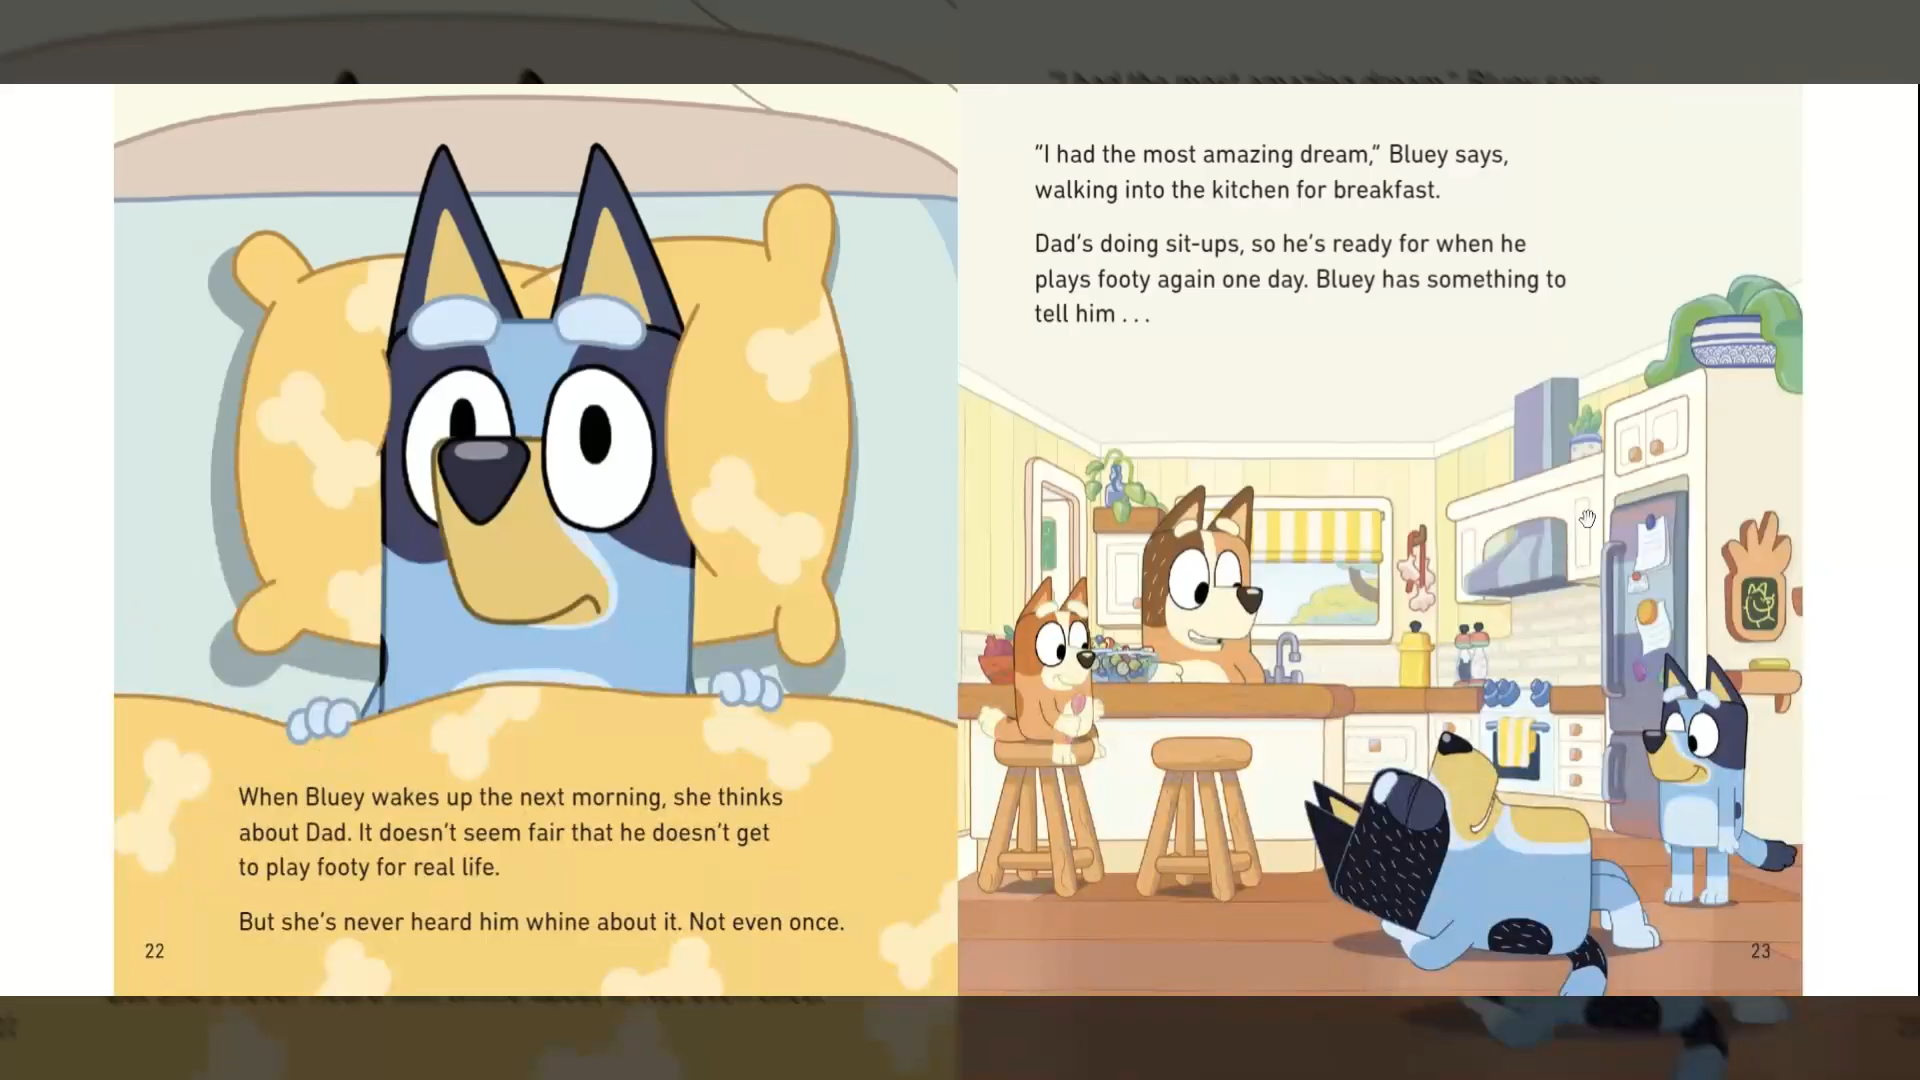 When Bluey wakes up the next morning, she thinks
about Dad. It doesn't seem fair that he doesn't get
to play footy for real life.
But she's never heard him whine about it. Not even once.
22
“I had the most amazing dream,” Bluey says,
walking into the kitchen for breakfast.
Dad's doing sit-ups, so he's ready for when he
plays footy again one day. Bluey has something to
tell him . . .
23